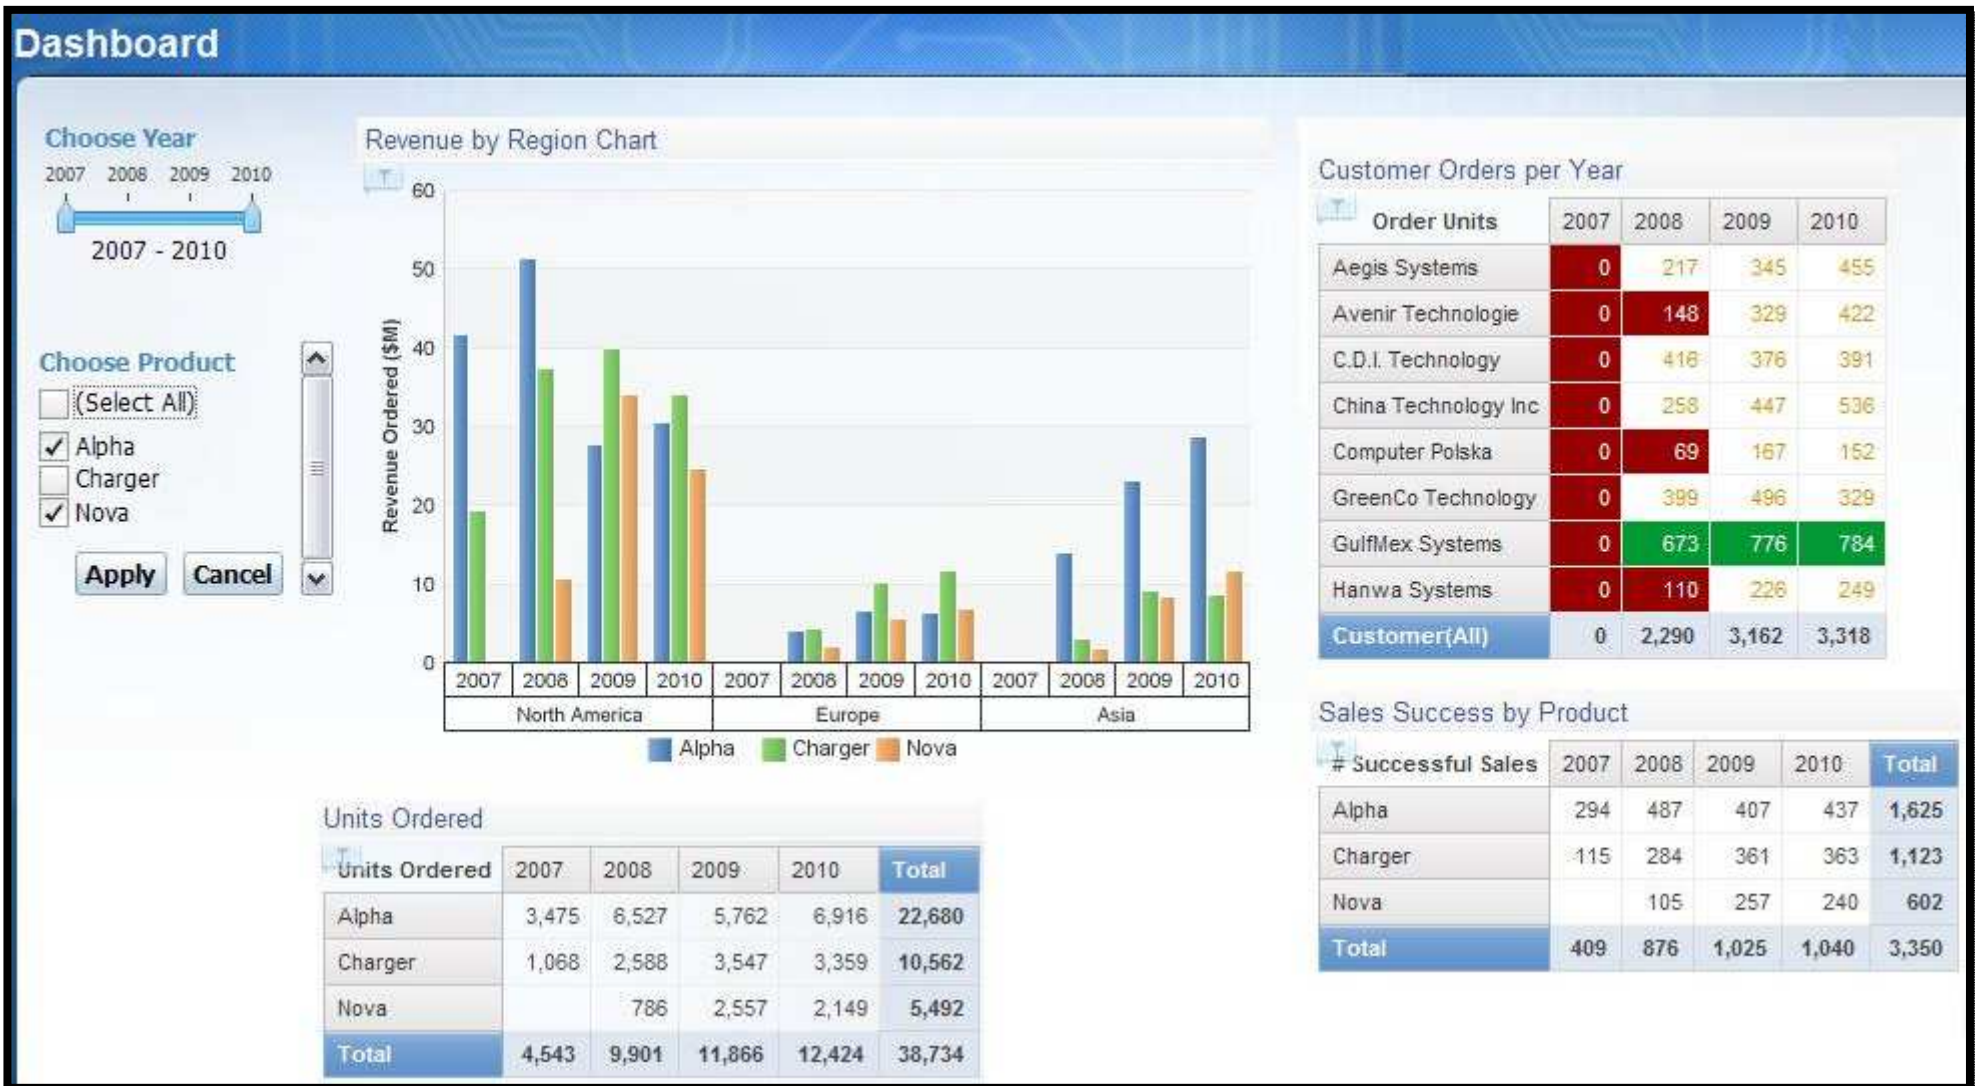 Dashboard
Choose Year
2007 2008 2009 2010
2007 - 2010
Choose Product
(Select All)
Alpha
Charger
Nova
Apply Cancel
Revenue by Region Chart
Revenue Ordered ($M)
60
50
40
30
20
10
0
2007 2008 2009 2010 2007 2008 2009 2010 2007 2008 2009 2010
North America Europe Asia
Alpha Charger Nova
Units Ordered
Units Ordered 2007 2008 2009 2010 Total
Alpha 3,475 6,527 5,762 6,916 22,680
Charger 1,068 2,588 3,547 3,359 10,562
Nova 786 2,557 2,149 5,492
Total 4,543 9,901 11,866 12,424 38,734
Customer Orders per Year
Order Units 2007 2008 2009 2010
Aegis Systems 0 217 345 455
Avenir Technologie 0 148 329 422
C.D.I. Technology 0 416 376 391
China Technology Inc 0 258 447 536
Computer Polska 0 69 167 152
GreenCo Technology 0 399 496 329
GulfMex Systems 0 673 776 784
Hanwa Systems 0 110 226 249
Customer(All) 0 2,290 3,162 3,318
Sales Success by Product
# Successful Sales 2007 2008 2009 2010 Total
Alpha 294 487 407 437 1,625
Charger 115 284 361 363 1,123
Nova 105 257 240 602
Total 409 876 1,025 1,040 3,350